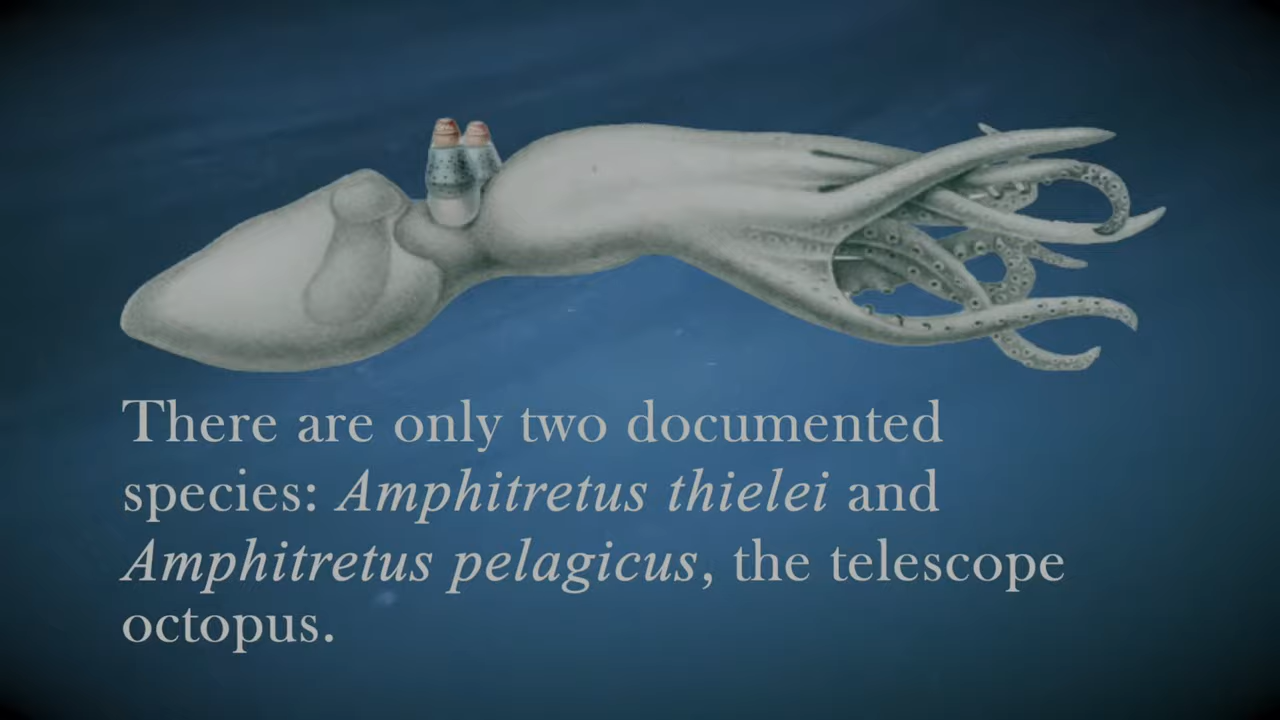 There are only two documented
species: Amphitretus thielei and
Amphitretus pelagicus, the telescope
octopus.